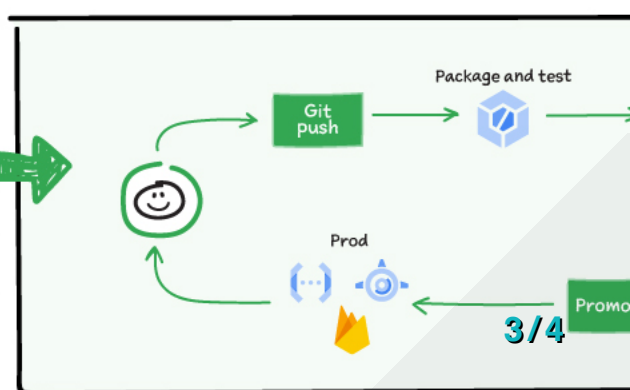 Package and test
Git
push
Prod
Promo
3/4